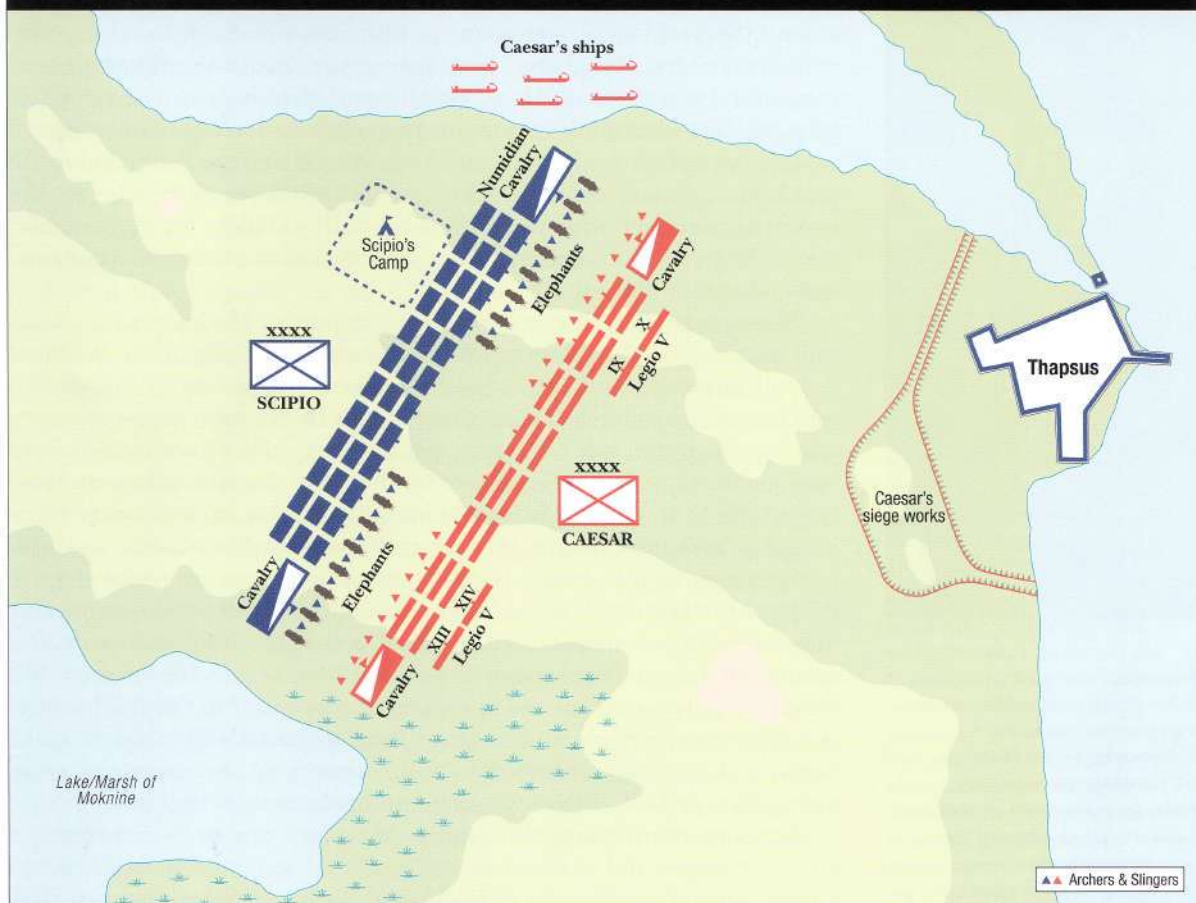 Caesar's ships
Numidian
Cavalry
Scipio's
Camp
Elephants
Cavalry
X
IX
Legio V
XXXX
SCIPIO
Thapsus
XXXX
CAESAR
Caesar's
siege works
Cavalry
Elephants
XIV
XIII
Legio V
Cavalry
Lake/Marsh of
Moknine
Archers & Slingers